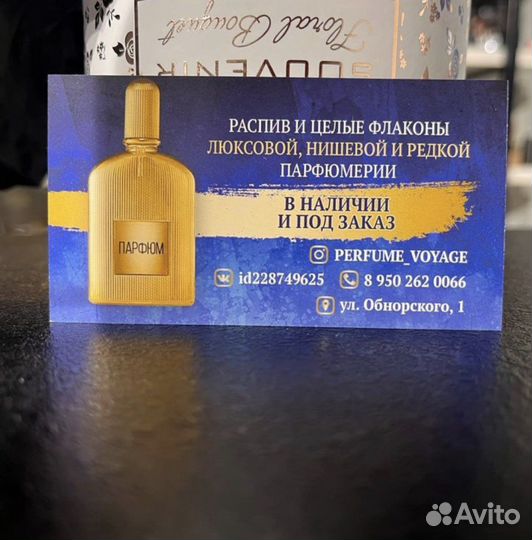 Floral Bouquet
SOUVENIR
РАСПИВ И ЦЕЛЫЕ ФЛАКОНЫ
ЛЮКСОВОЙ, НИШЕВОЙ И РЕДКОЙ
ПАРФЮМЕРИИ
В НАЛИЧИИ
И ПОД ЗАКАЗ
ПАРФЮМ
PERFUME_VOYAGE
id228749625 8 950 262 0066
ул. Обнорского, 1
Avito